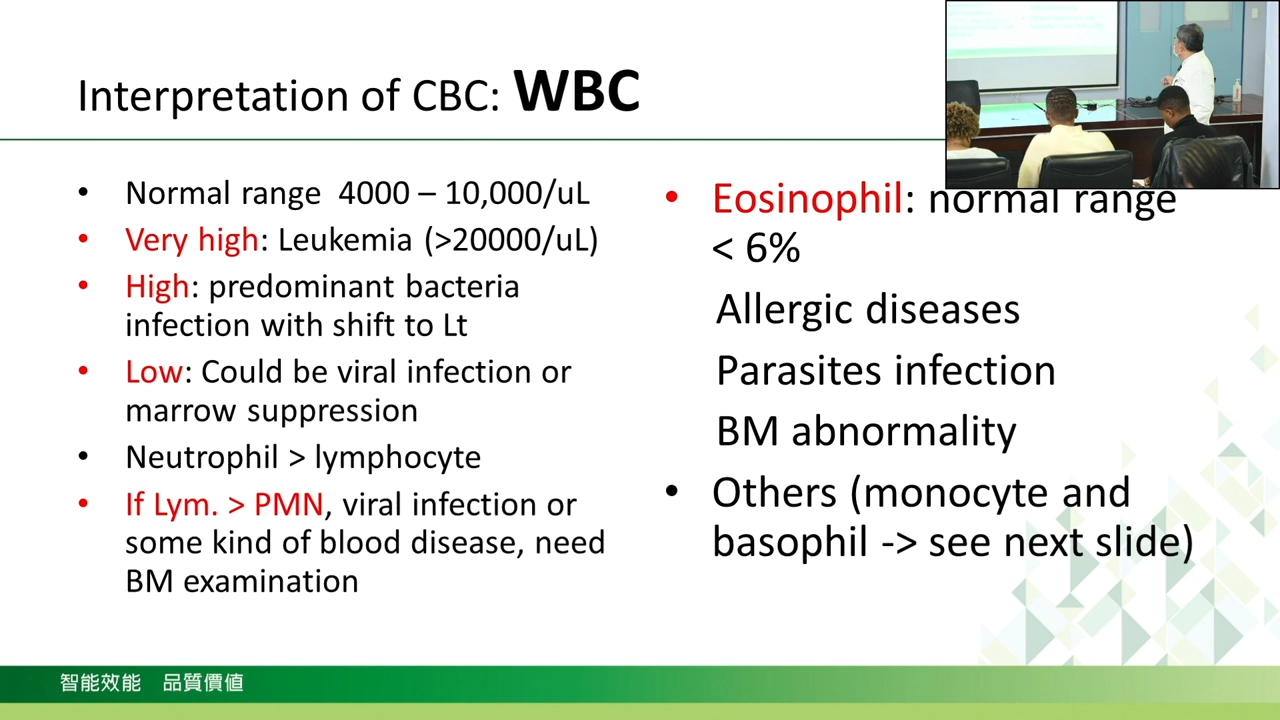 Interpretation of CBC: WBC
• Normal range 4000 – 10,000/uL
• Very high: Leukemia (>20000/uL)
• High: predominant bacteria
infection with shift to Lt
• Low: Could be viral infection or
marrow suppression
• Neutrophil > lymphocyte
• If Lym. > PMN, viral infection or
some kind of blood disease, need
BM examination
• Eosinophil: normal range
< 6%
Allergic diseases
Parasites infection
BM abnormality
• Others (monocyte and
basophil -> see next slide)
智能效能 品質價值